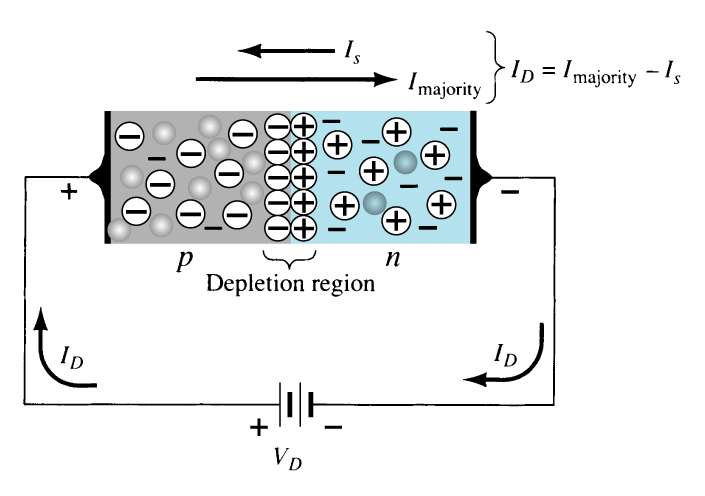 I_s
I_majority
I_D = I_majority − I_s
+
−
p
n
Depletion region
I_D
I_D
+
−
V_D